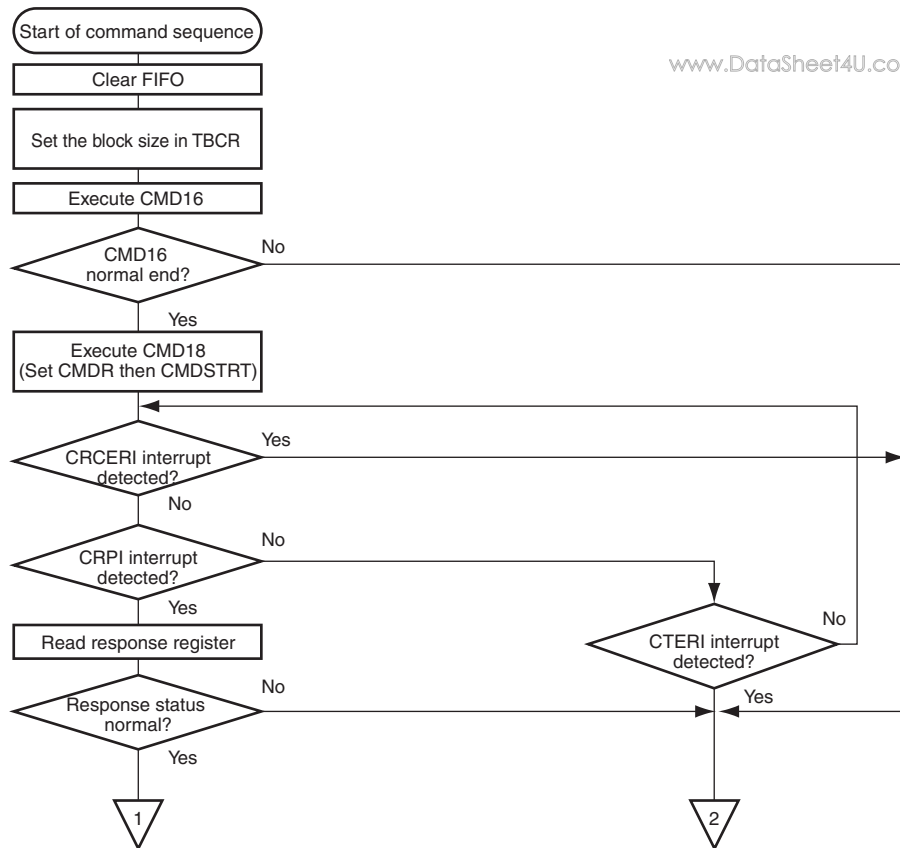 Start of command sequence
www.DataSheet4U.co
Clear FIFO
Set the block size in TBCR
Execute CMD16
CMD16
normal end?
No
Yes
Execute CMD18
(Set CMDR then CMDSTRT)
CRCERI interrupt
detected?
Yes
No
CRPI interrupt
detected?
No
Yes
CTERI interrupt
detected?
No
Yes
Read response register
Response status
normal?
No
Yes
1
2